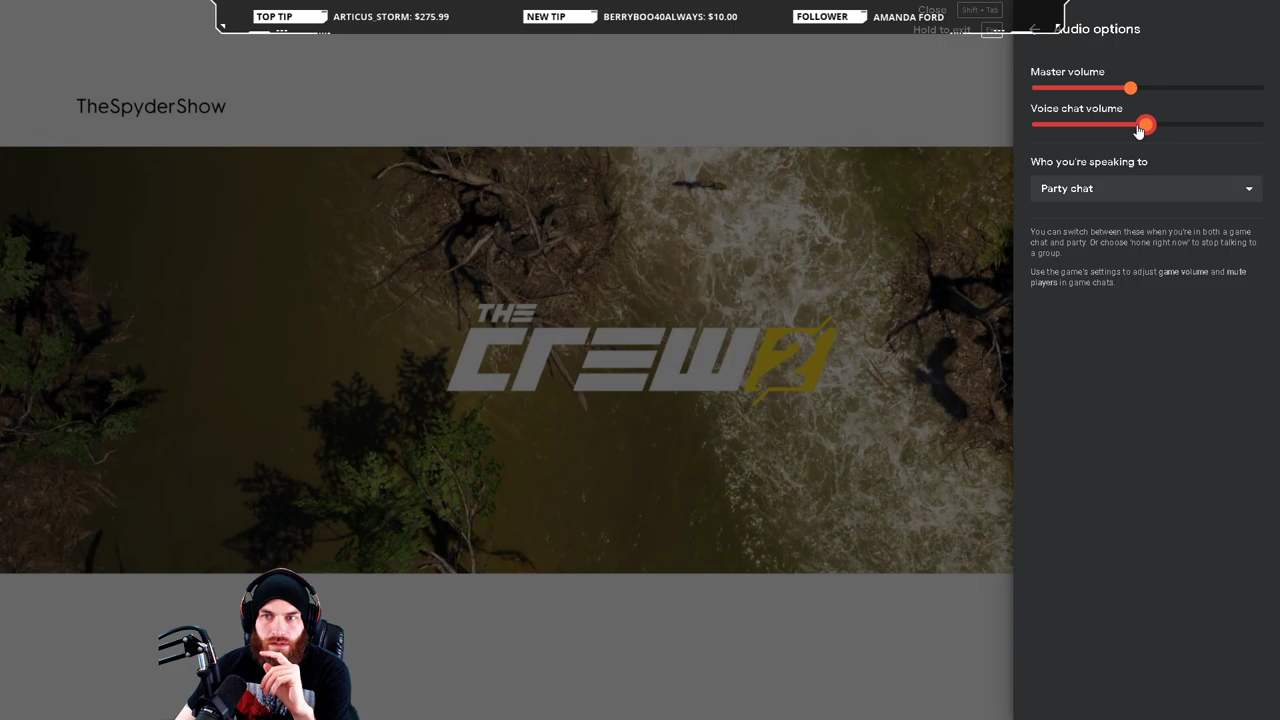 TOP TIP ARTICUS_STORM: $275.99 NEW TIP BERRYBOO40ALWAYS: $10.00 FOLLOWER AMANDA FORD
Close Shift + Tab
Hold to exit
Audio options
Master volume
Voice chat volume
Who you're speaking to
Party chat
You can switch between these when you're in both a game
chat and party. Or choose 'none right now' to stop talking to
a group.
Use the game's settings to adjust game volume and mute
players in game chats.
TheSpyderShow
THE
CREW 2